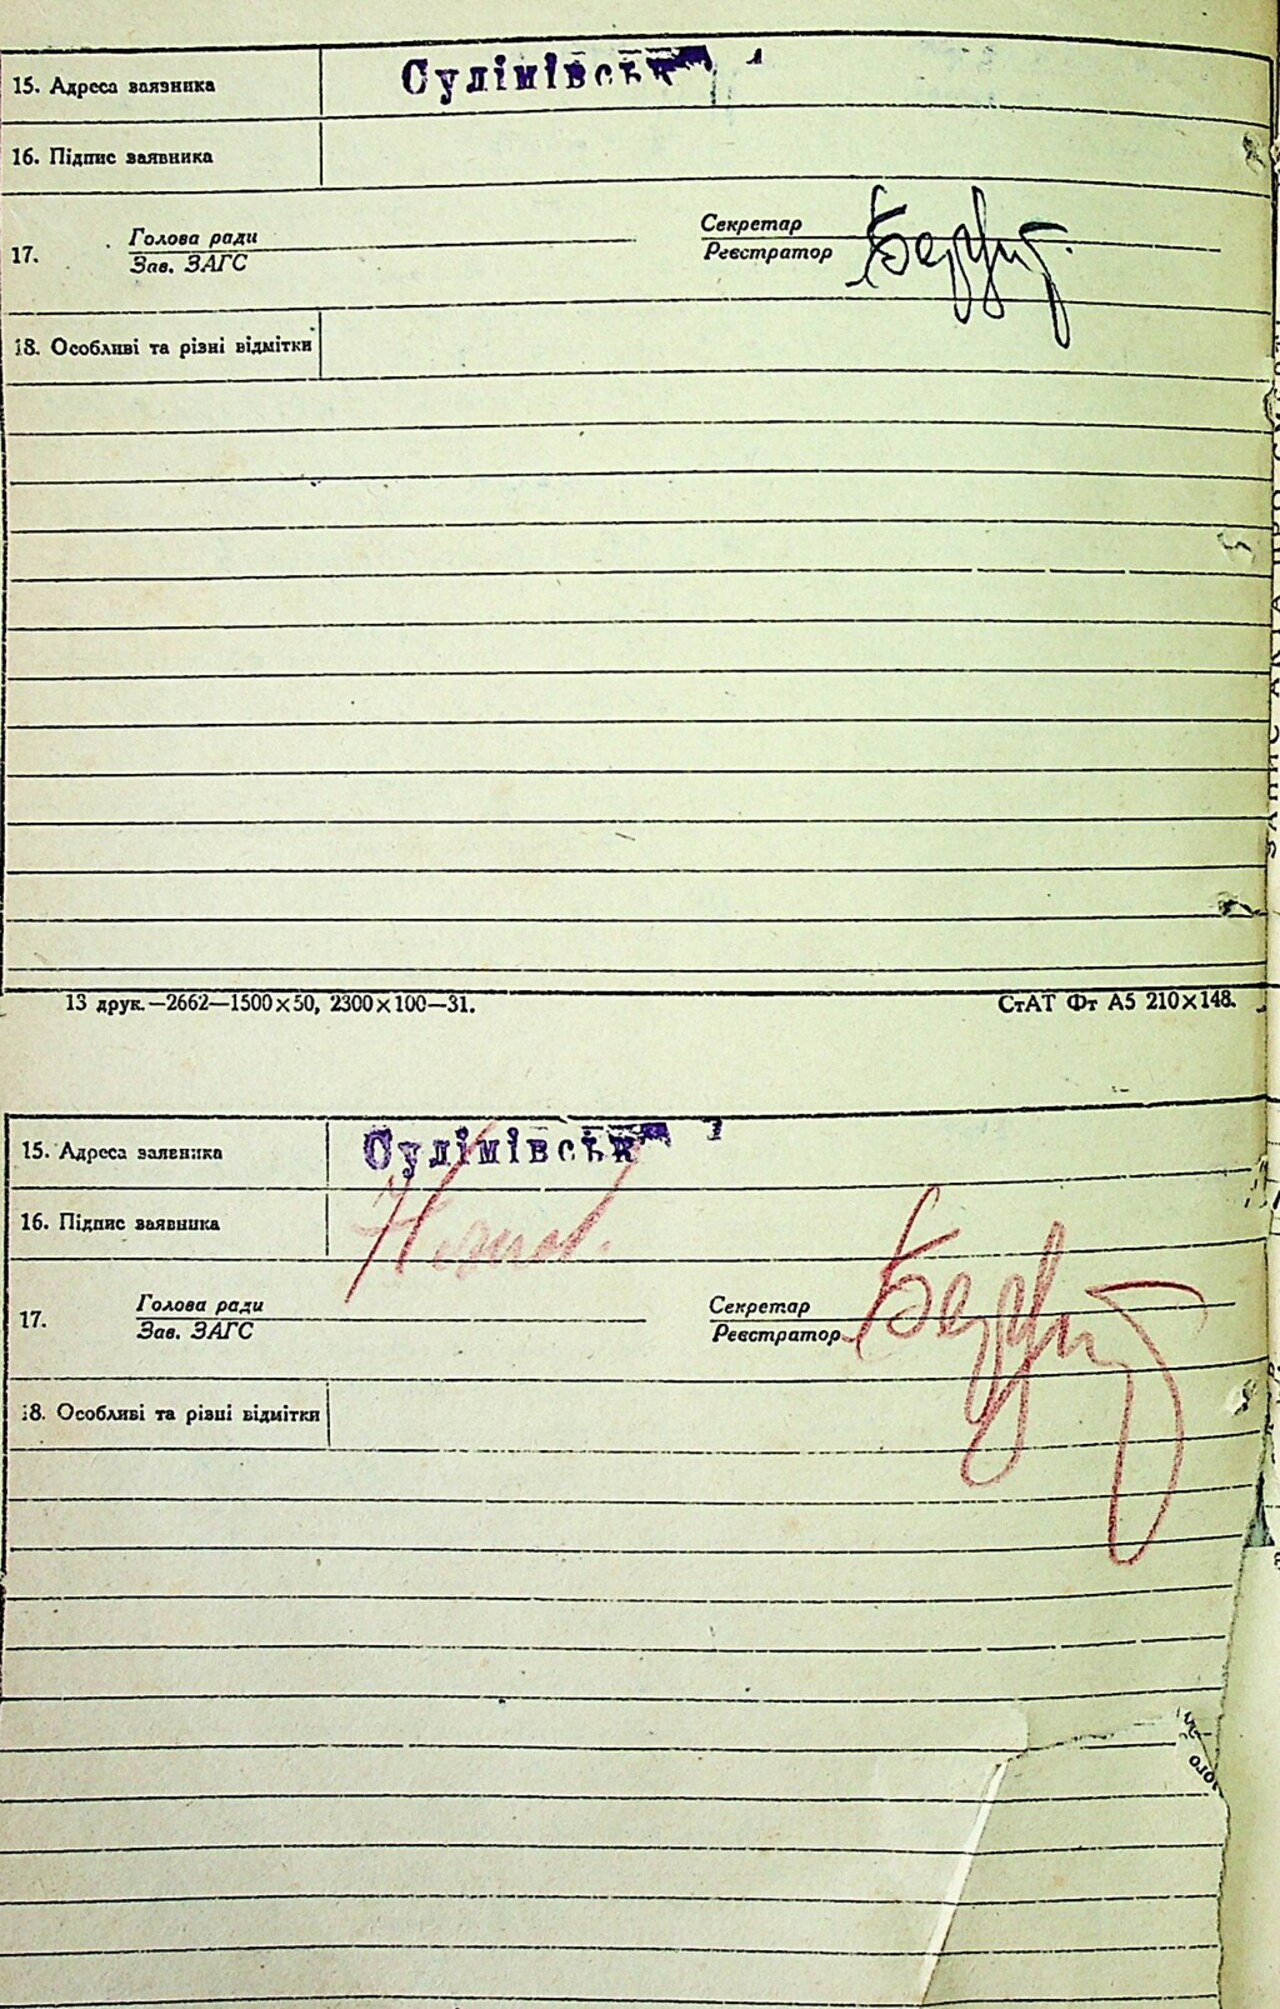 15. Адреса заявника Сулімівськ
16. Підпис заявника
17. Голова ради Секретар
Зав. ЗАГС Реєстратор
18. Особливі та різні відмітки
13 друк.—2662—1500×50, 2300×100—31. СтАТ Фт А5 210×148.
15. Адреса заявника Сулімівськ
16. Підпис заявника
17. Голова ради Секретар
Зав. ЗАГС Реєстратор
18. Особливі та різні відмітки
ого